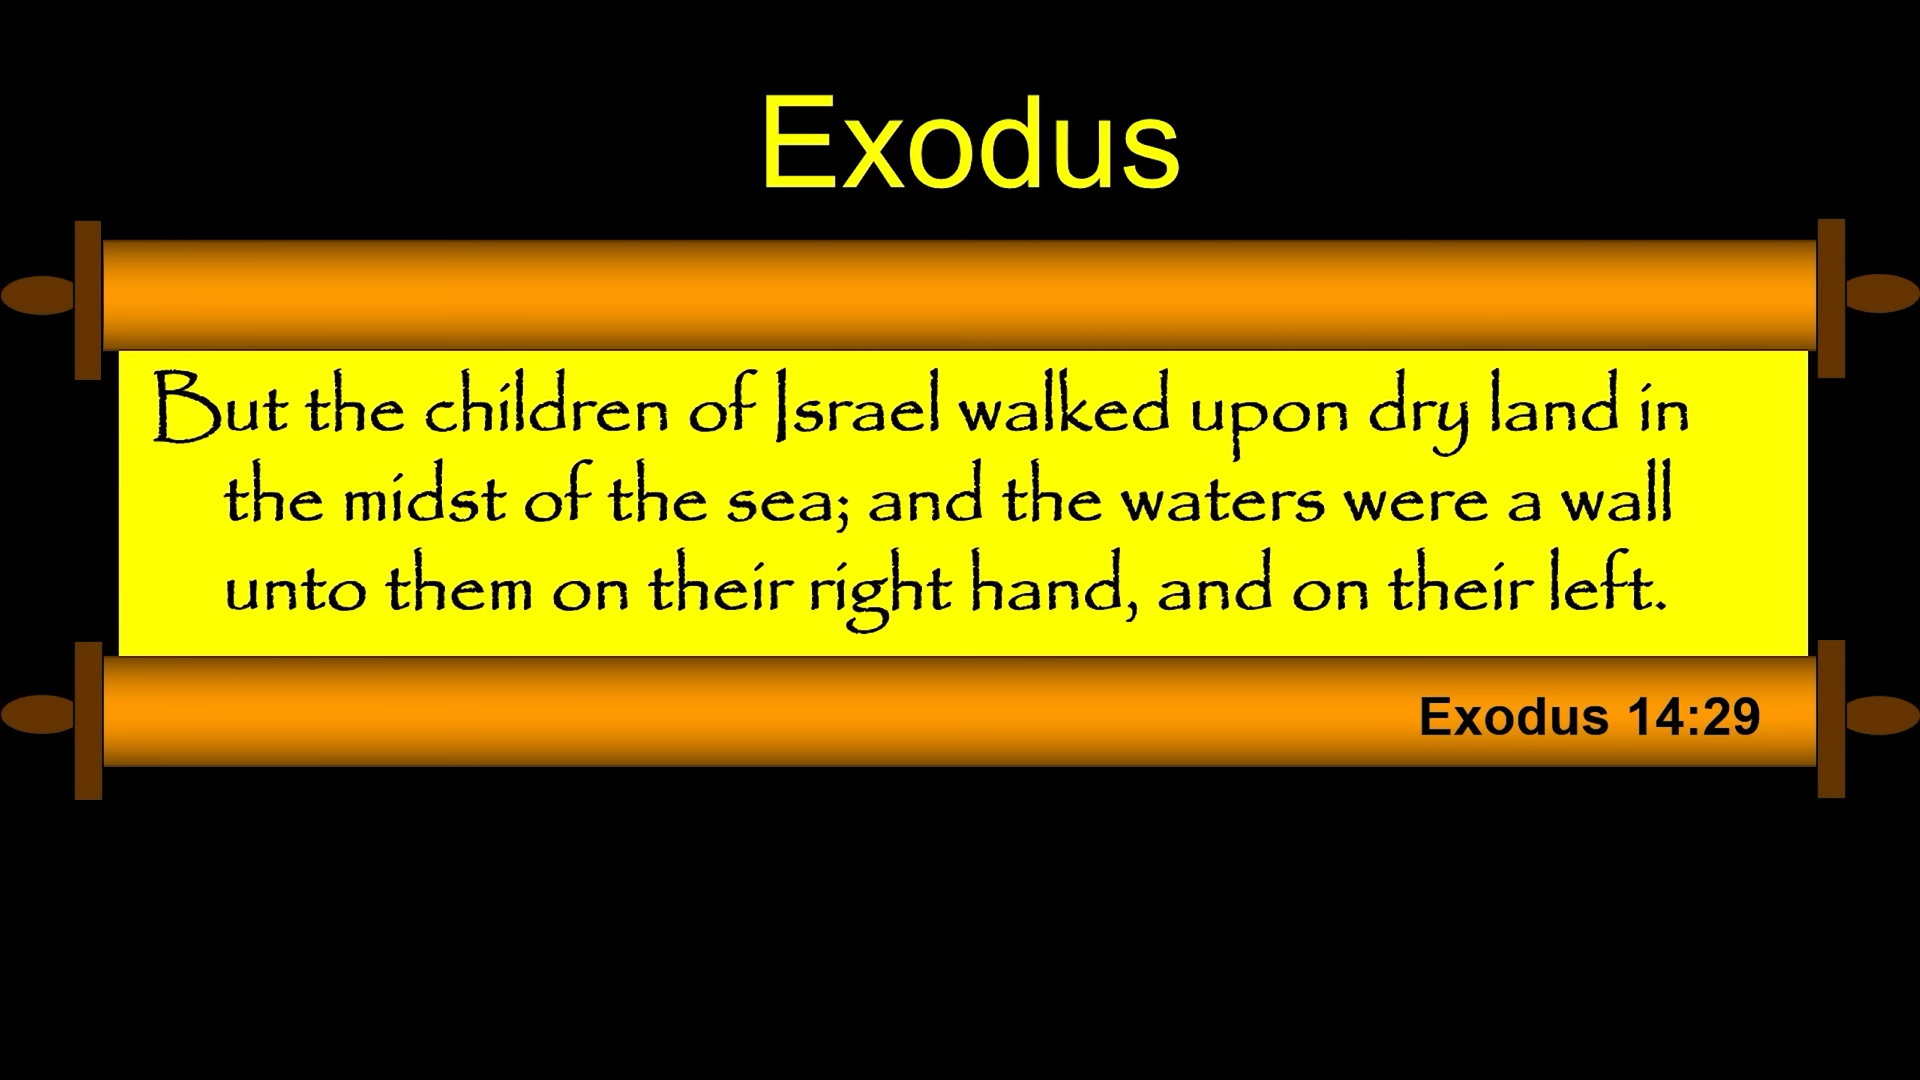 Exodus
But the children of Israel walked upon dry land in
the midst of the sea; and the waters were a wall
unto them on their right hand, and on their left.
Exodus 14:29